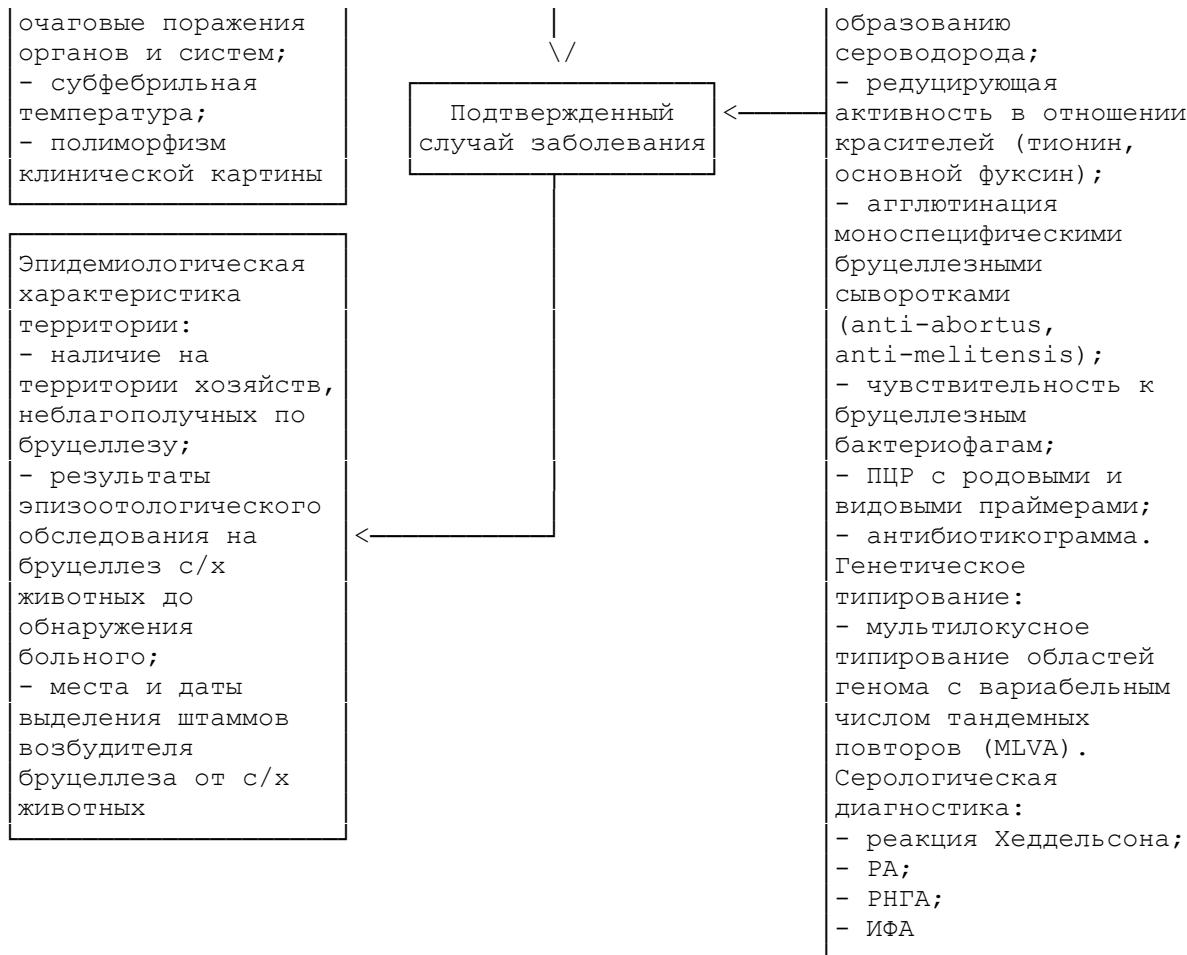 очаговые поражения
органов и систем;
- субфебрильная
температура;
- полиморфизм
клинической картины
Подтвержденный
случай заболевания
Эпидемиологическая
характеристика
территории:
- наличие на
территории хозяйств,
неблагополучных по
бруцеллезу;
- результаты
эпизоотологического
обследования на
бруцеллез с/х
животных до
обнаружения
больного;
- места и даты
выделения штаммов
возбудителя
бруцеллеза от с/х
животных
образованию
сероводорода;
- редуцирующая
активность в отношении
красителей (тионин,
основной фуксин);
- агглютинация
моноспецифическими
бруцеллезными
сыворотками
(anti-abortus,
anti-melitensis);
- чувствительность к
бруцеллезным
бактериофагам;
- ПЦР с родовыми и
видовыми праймерами;
- антибиотикограмма.
Генетическое
типирование:
- мультилокусное
типирование областей
генома с вариабельным
числом тандемных
повторов (MLVA).
Серологическая
диагностика:
- реакция Хеддельсона;
- РА;
- РНГА;
- ИФА